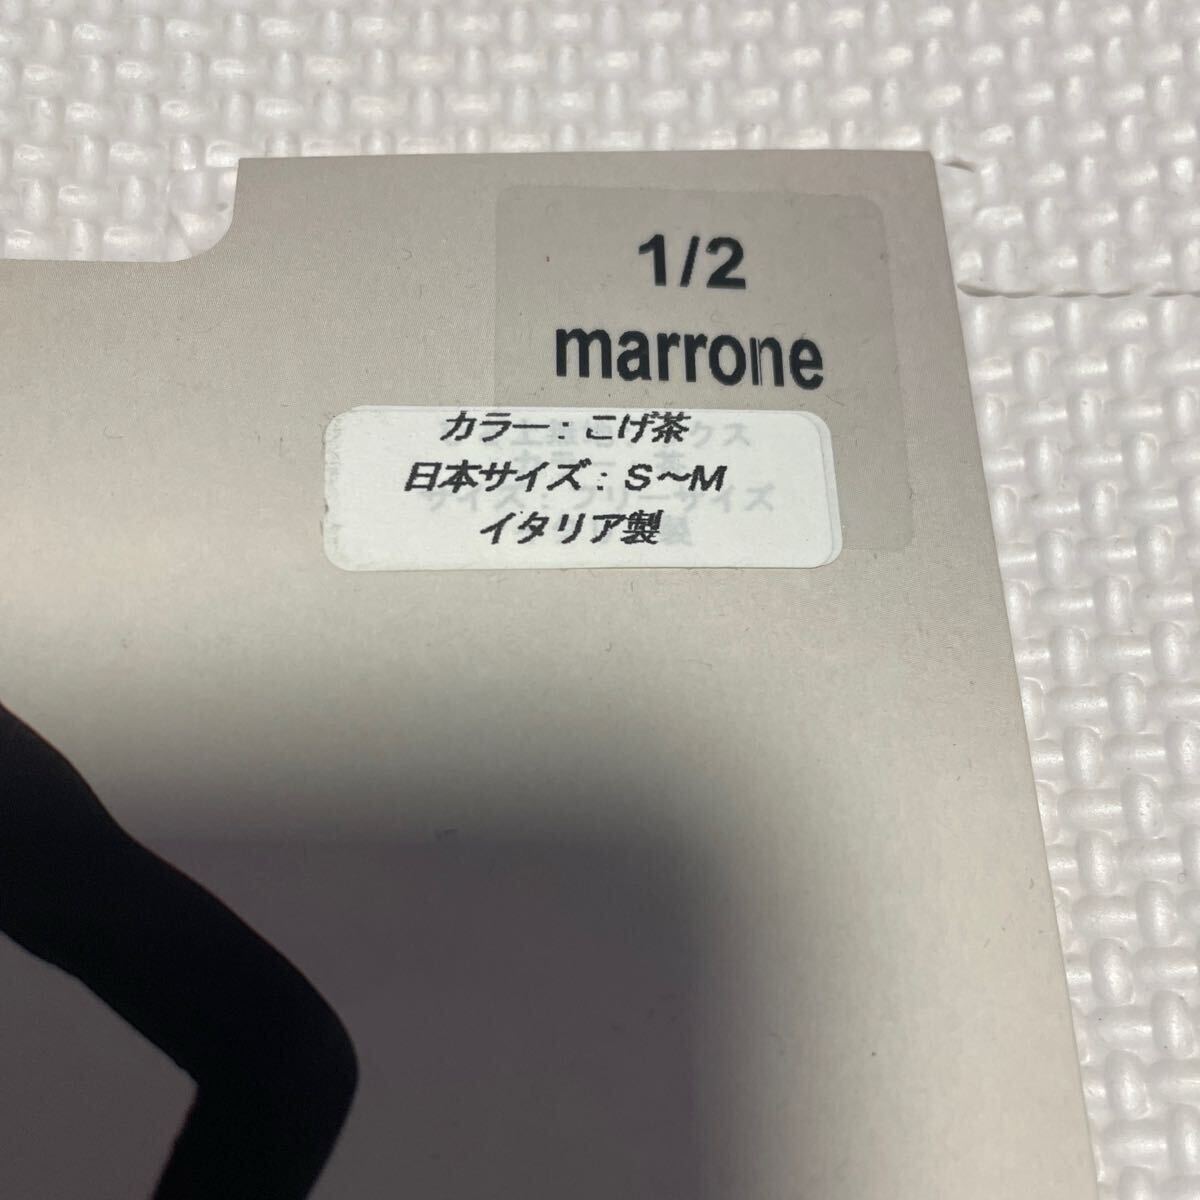 1/2
marrone
カラー：こげ茶
日本サイズ：S～M
イタリア製